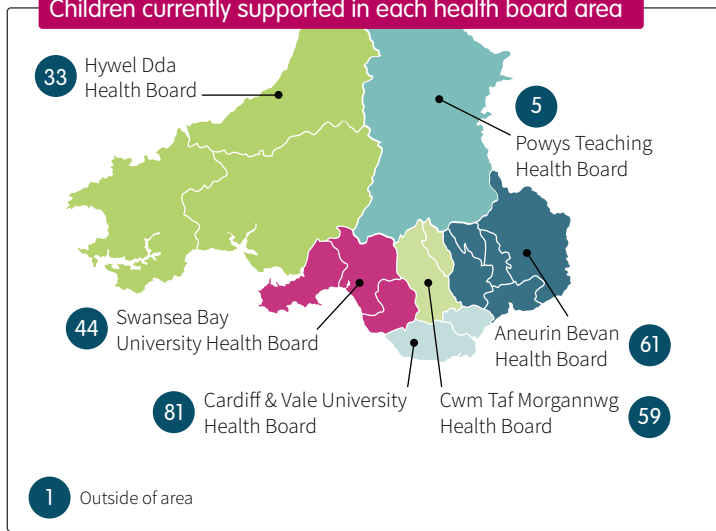 Children currently supported in each health board area
33
Hywel Dda
Health Board
5
Powys Teaching
Health Board
44
Swansea Bay
University Health Board
Aneurin Bevan
Health Board
61
81
Cardiff & Vale University
Health Board
Cwm Taf Morgannwg
Health Board
59
1
Outside of area